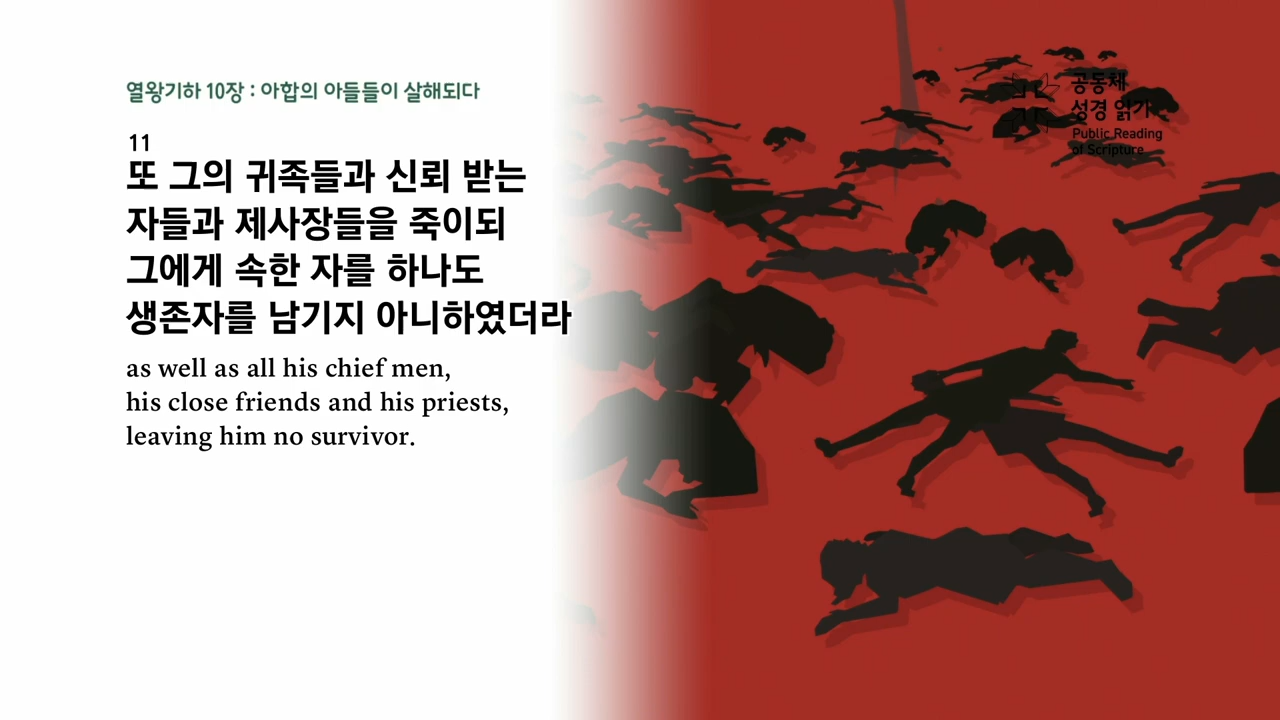 열왕기하 10장 : 아합의 아들들이 살해되다
11
또 그의 귀족들과 신뢰 받는
자들과 제사장들을 죽이되
그에게 속한 자를 하나도
생존자를 남기지 아니하였더라
as well as all his chief men,
his close friends and his priests,
leaving him no survivor.
공동체
성경 읽기
Public Reading
of Scripture